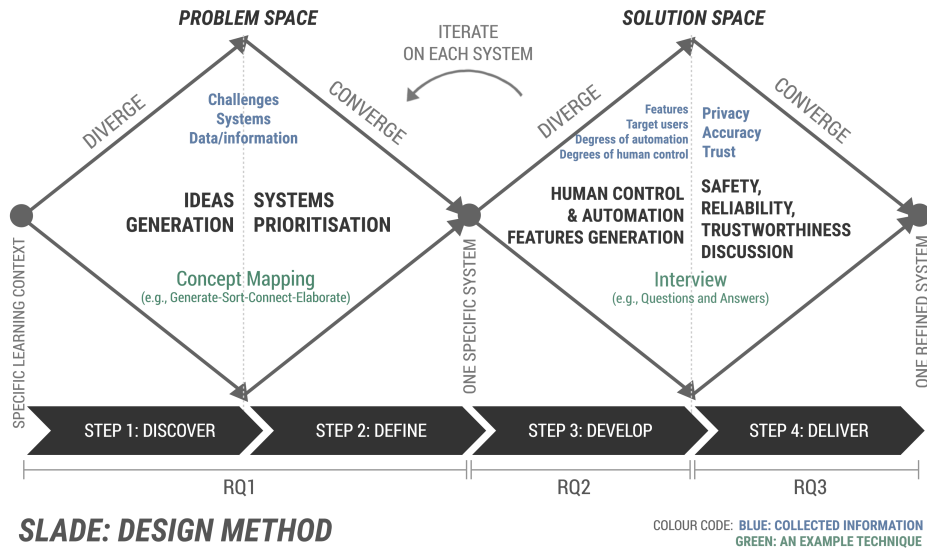 PROBLEM SPACE
SOLUTION SPACE
ITERATE
ON EACH SYSTEM
DIVERGE
CONVERGE
DIVERGE
CONVERGE
Challenges
Systems
Data/information
Features
Target users
Degress of automation
Degrees of human control
Privacy
Accuracy
Trust
IDEAS
GENERATION
SYSTEMS
PRIORITISATION
HUMAN CONTROL
& AUTOMATION
FEATURES GENERATION
SAFETY,
RELIABILITY,
TRUSTWORTHINESS
DISCUSSION
Concept Mapping
(e.g., Generate-Sort-Connect-Elaborate)
Interview
(e.g., Questions and Answers)
SPECIFIC LEARNING CONTEXT
ONE SPECIFIC SYSTEM
ONE REFINED SYSTEM
STEP 1: DISCOVER
STEP 2: DEFINE
STEP 3: DEVELOP
STEP 4: DELIVER
RQ1
RQ2
RQ3
SLADE: DESIGN METHOD
COLOUR CODE: BLUE: COLLECTED INFORMATION
GREEN: AN EXAMPLE TECHNIQUE